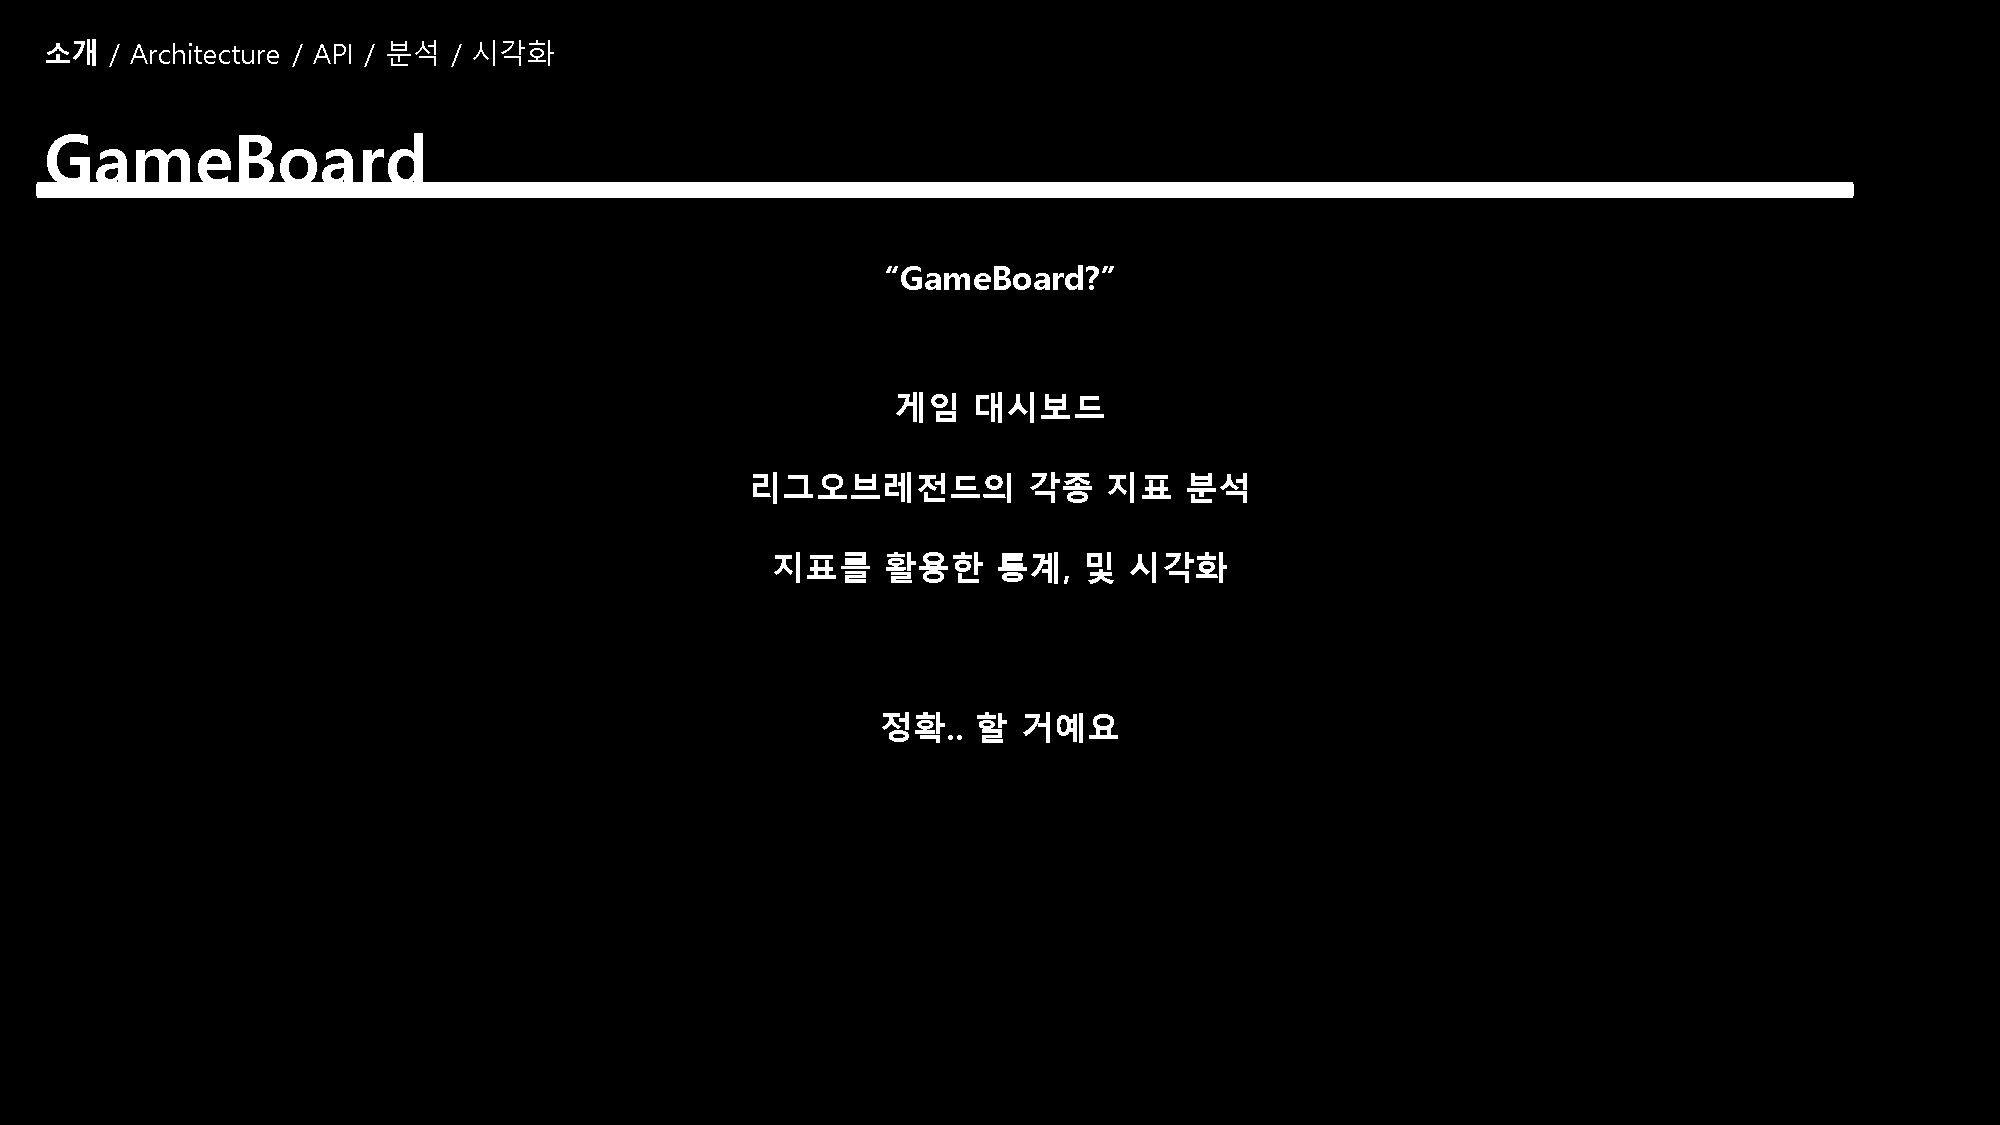 소개 / Architecture / API / 분석 / 시각화
GameBoard
“GameBoard?”
게임 대시보드
리그오브레전드의 각종 지표 분석
지표를 활용한 통계, 및 시각화
정확.. 할 거예요